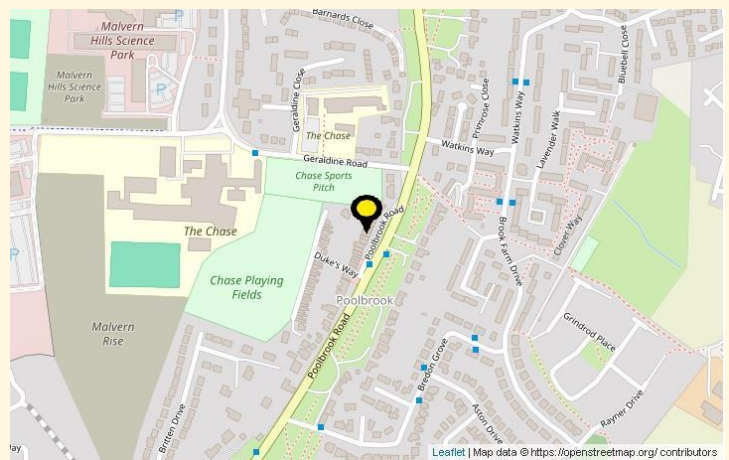 Malvern
Hills Science
Park
Malvern
Hills Science
Park
Barnards Close
Geraldine Close
The Chase
Geraldine Road
Chase Sports
Pitch
Primrose Close
Watkins Way
Watkins Way
Lavender Walk
Bluebell Close
The Chase
Poolbrook Road
Duke's Way
Chase Playing
Fields
Poolbrook
Brook Farm Drive
Clover Way
Malvern
Rise
Poolbrook Road
Grindrod Place
Bredon Grove
Rayner Drive
Britten Drive
Aston Drive
/ay
P
P
P
Leaflet | Map data © https://openstreetmap.org/ contributors